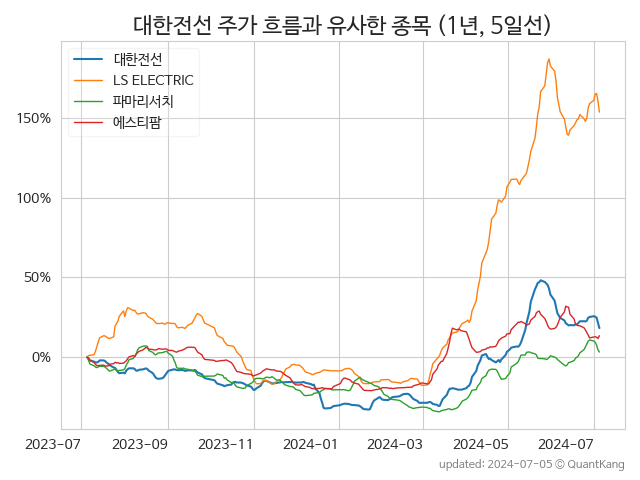 대한전선 주가 흐름과 유사한 종목 (1년, 5일선)
대한전선
LS ELECTRIC
파마리서치
에스티팜
150%
100%
50%
0%
2023-07 2023-09 2023-11 2024-01 2024-03 2024-05 2024-07
updated: 2024-07-05 © QuantKang